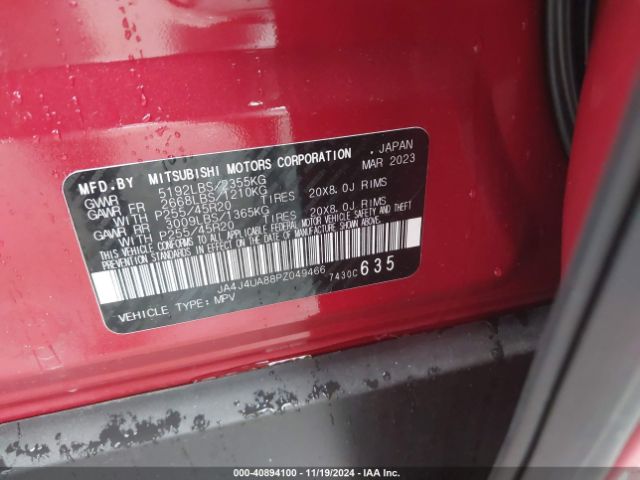 MFD.BY MITSUBISHI MOTORS CORPORATION, JAPAN
GVWR 5192LBS/2355KG MAR 2023
GAWR FR 2668LBS/1210KG
WITH P255/45R20 TIRES 20X8.0J RIMS
GAWR RR 3009LBS/1365KG
WITH P255/45R20 TIRES 20X8.0J RIMS
THIS VEHICLE CONFORMS TO ALL APPLICABLE FEDERAL MOTOR VEHICLE SAFETY AND THEFT PREVENTION STANDARDS IN EFFECT ON THE DATE OF MANUFACTURE SHOWN ABOVE.
JA4J4UA88PZ049466 7430C 635
VEHICLE TYPE: MPV
000-40894100 | 11/19/2024 - IAA Corp.